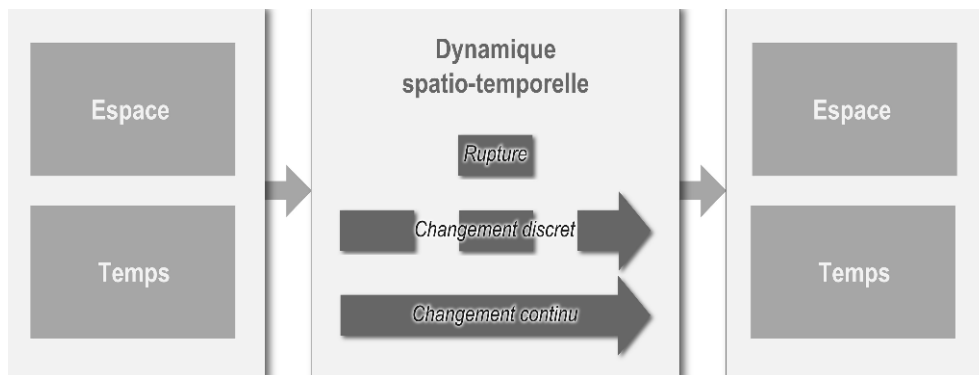 Espace
Temps
Dynamique
spatio-temporelle
Rupture
Changement discret
Changement continu
Espace
Temps